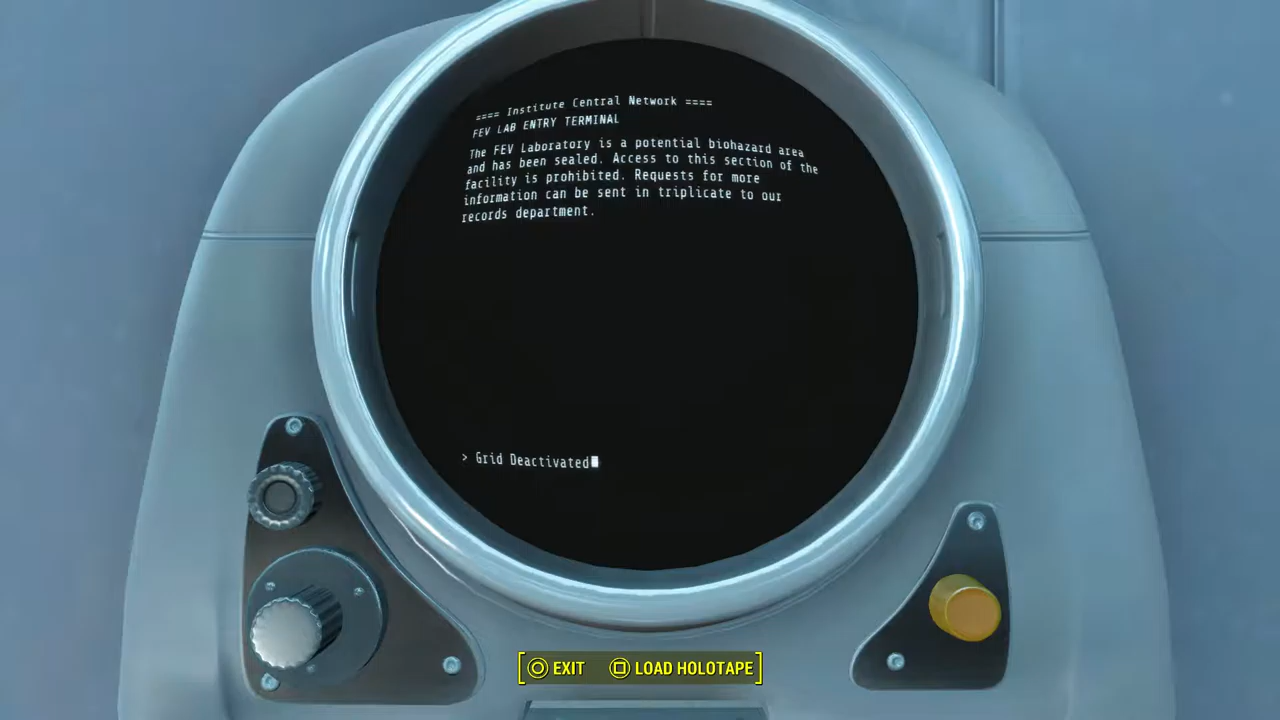 ==== Institute Central Network ====
FEV LAB ENTRY TERMINAL
The FEV Laboratory is a potential biohazard area
and has been sealed. Access to this section of the
facility is prohibited. Requests for more
information can be sent in triplicate to our
records department.
> Grid Deactivated
EXIT LOAD HOLOTAPE